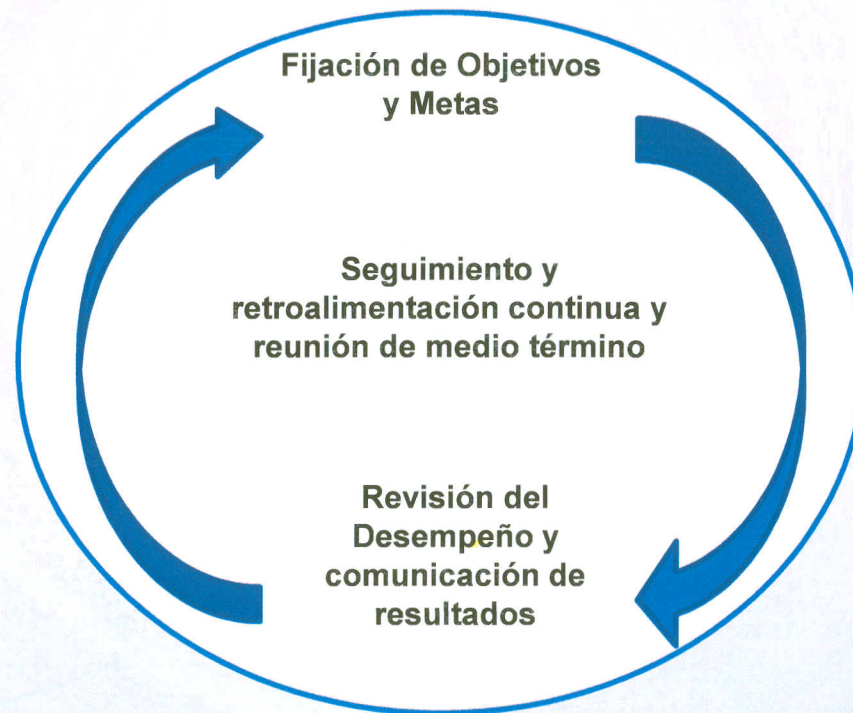 Fijación de Objetivos
y Metas
Seguimiento y
retroalimentación continua y
reunión de medio término
Revisión del
Desempeño y
comunicación de
resultados